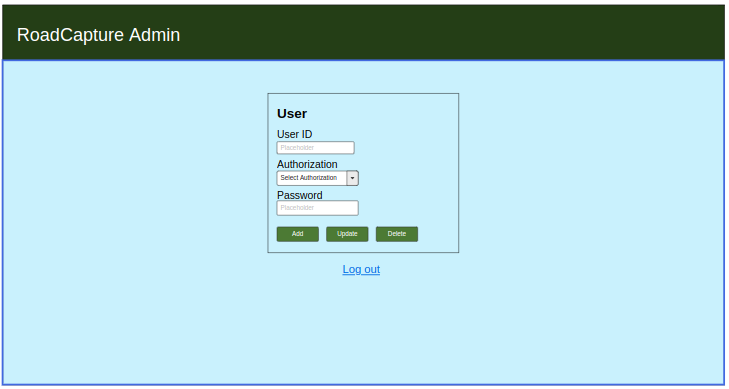 RoadCapture Admin
User
User ID
Placeholder
Authorization
Select Authorization
Password
Placeholder
Add Update Delete
Log out